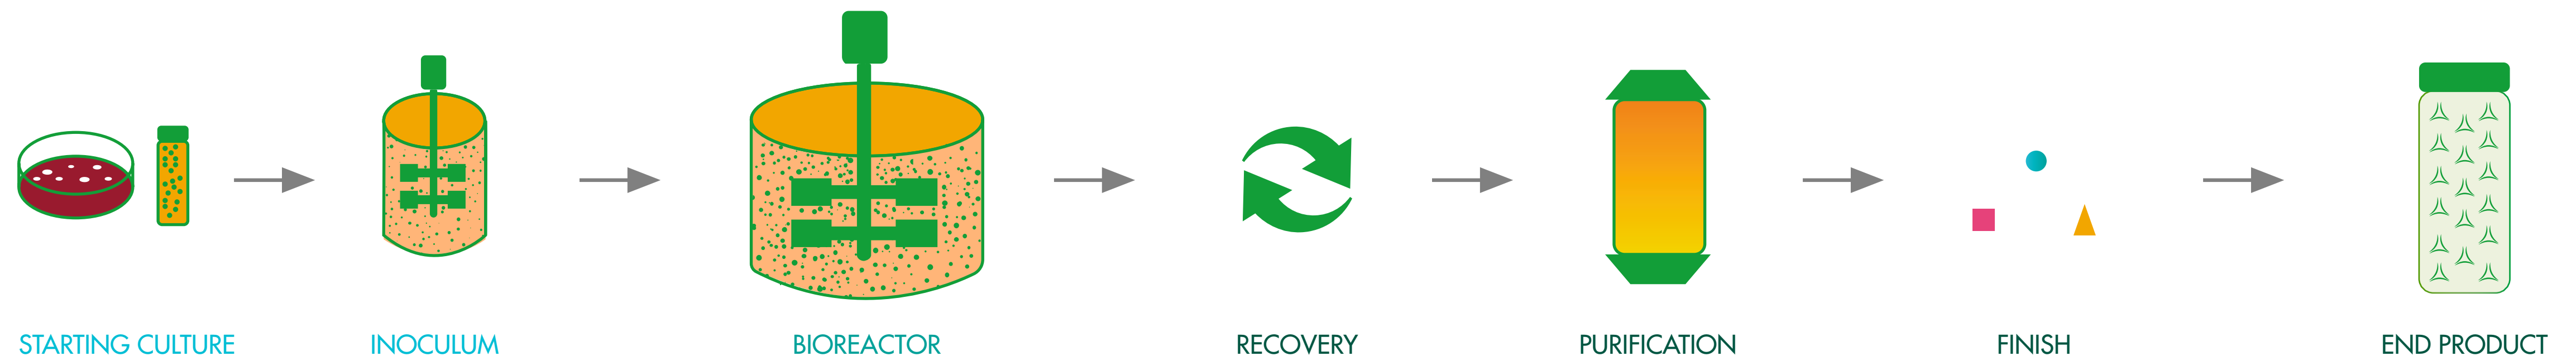 STARTING CULTURE
INOCULUM
BIOREACTOR
RECOVERY
PURIFICATION
FINISH
END PRODUCT